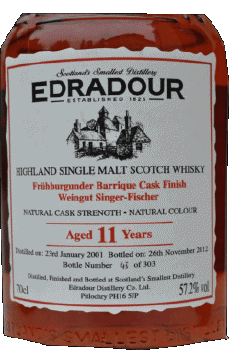 Scotland's Smallest Distillery
EDRADOUR
ESTABLISHED 1825
HIGHLAND SINGLE MALT SCOTCH WHISKY
Frühburgunder Barrique Cask Finish
Weingut Singer-Fischer
NATURAL CASK STRENGTH • NATURAL COLOUR
Aged 11 Years
Distilled on: 23rd January 2001 Bottled on: 26th November 2012
Bottle Number 45 of 303
Distilled, Finished and Bottled at Scotland's Smallest Distillery
70cl Edradour Distillery Co. Ltd. 57.2% vol
Pitlochry PH16 5JP